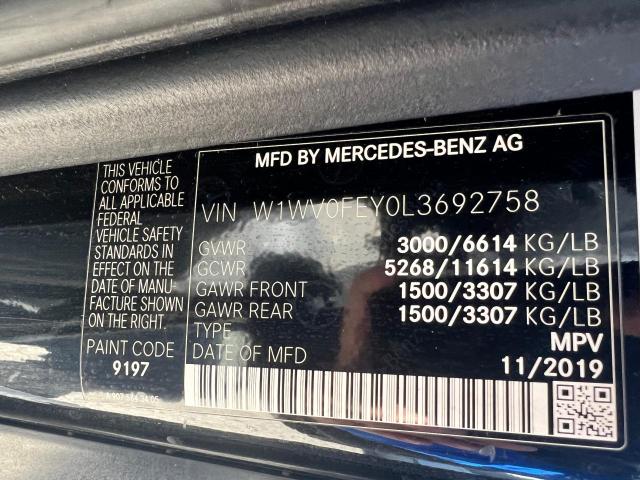 THIS VEHICLE
CONFORMS TO
ALL APPLICABLE
FEDERAL
VEHICLE SAFETY
STANDARDS IN
EFFECT ON THE
DATE OF MANU-
FACTURE SHOWN
ON THE RIGHT.
PAINT CODE
9197
MFD BY MERCEDES-BENZ AG
VIN W1WV0FEY0L3692758
GVWR 3000/6614 KG/LB
GCWR 5268/11614 KG/LB
GAWR FRONT 1500/3307 KG/LB
GAWR REAR 1500/3307 KG/LB
TYPE MPV
DATE OF MFD 11/2019